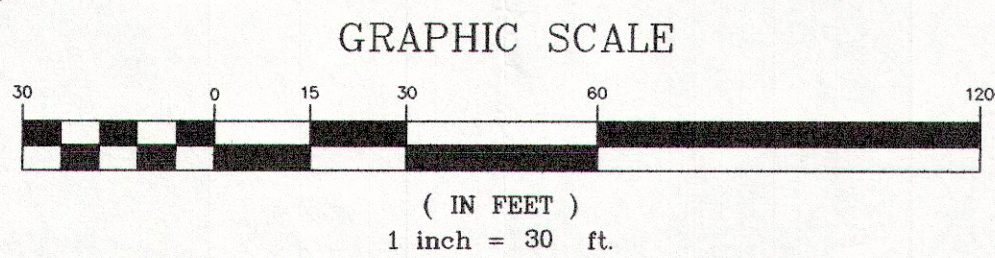 GRAPHIC SCALE
30 0 15 30 60 120
( IN FEET )
1 inch = 30 ft.